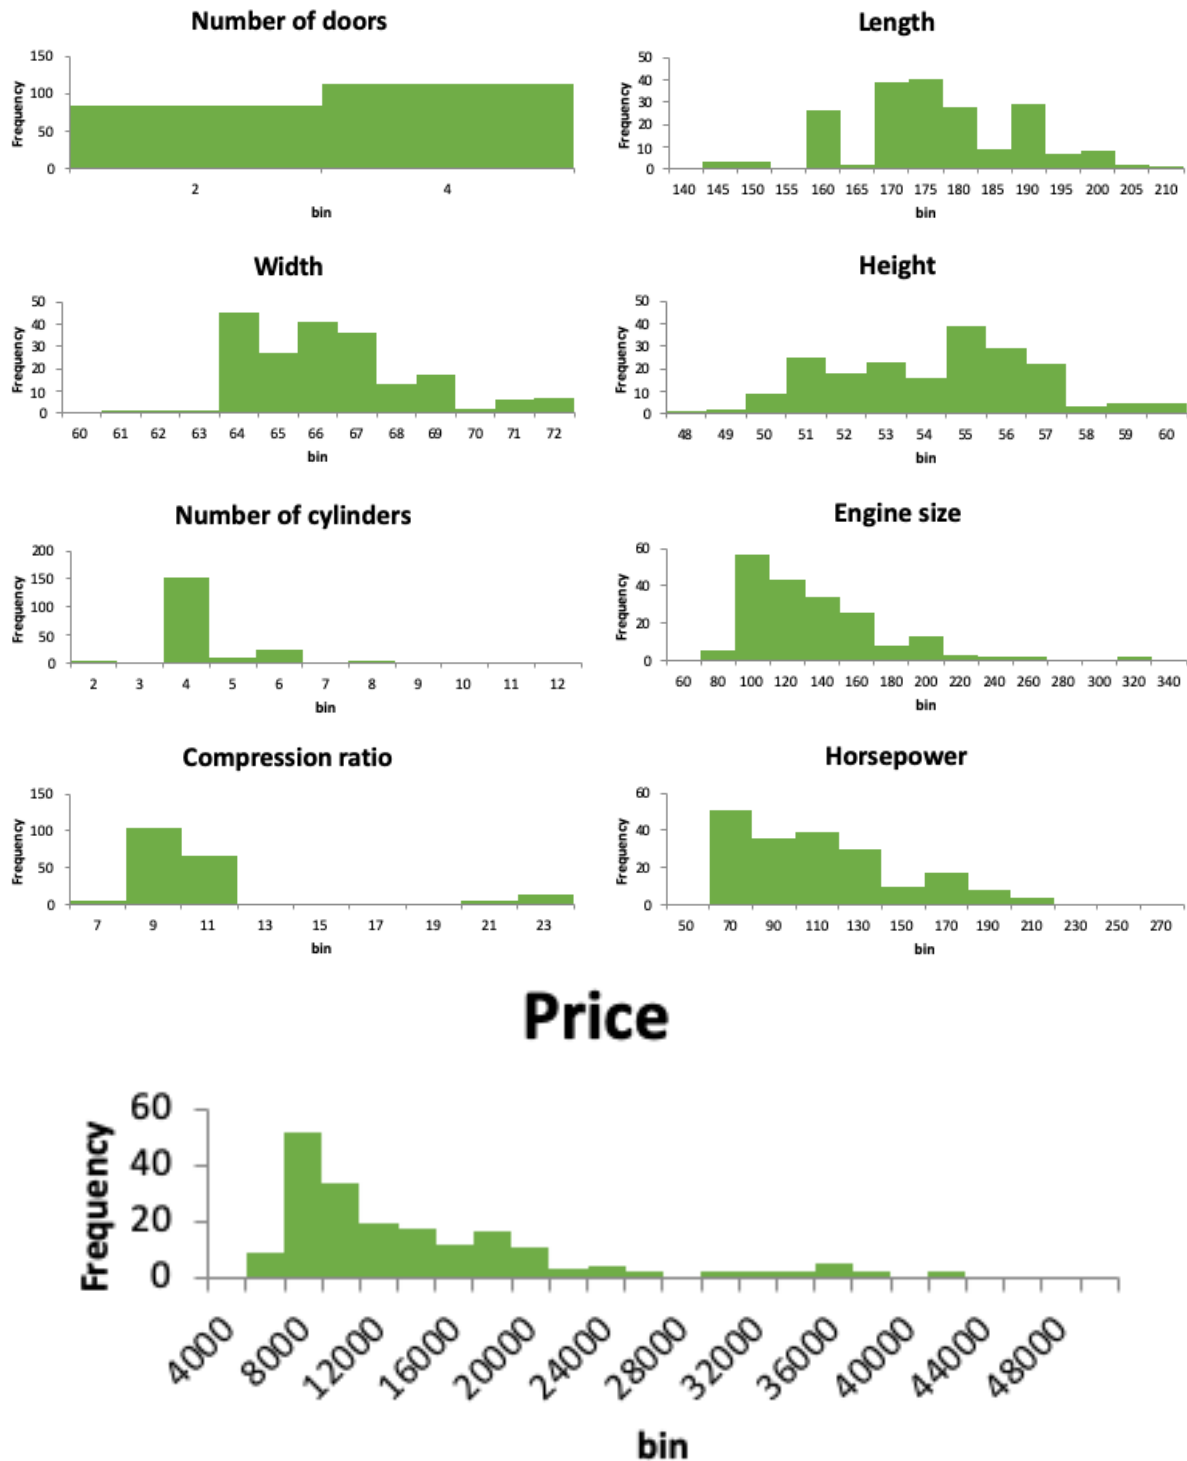 Number of doors
150
100
50
0
Frequency
2 4
bin
Length
50
40
30
20
10
0
Frequency
140 145 150 155 160 165 170 175 180 185 190 195 200 205 210
bin
Width
50
40
30
20
10
0
Frequency
60 61 62 63 64 65 66 67 68 69 70 71 72
bin
Height
50
40
30
20
10
0
Frequency
48 49 50 51 52 53 54 55 56 57 58 59 60
bin
Number of cylinders
200
150
100
50
0
Frequency
2 3 4 5 6 7 8 9 10 11 12
bin
Engine size
60
40
20
0
Frequency
60 80 100 120 140 160 180 200 220 240 260 280 300 320 340
bin
Compression ratio
150
100
50
0
Frequency
7 9 11 13 15 17 19 21 23
bin
Horsepower
60
40
20
0
Frequency
50 70 90 110 130 150 170 190 210 230 250 270
bin
Price
60
40
20
0
Frequency
4000 8000 12000 16000 20000 24000 28000 32000 36000 40000 44000 48000
bin